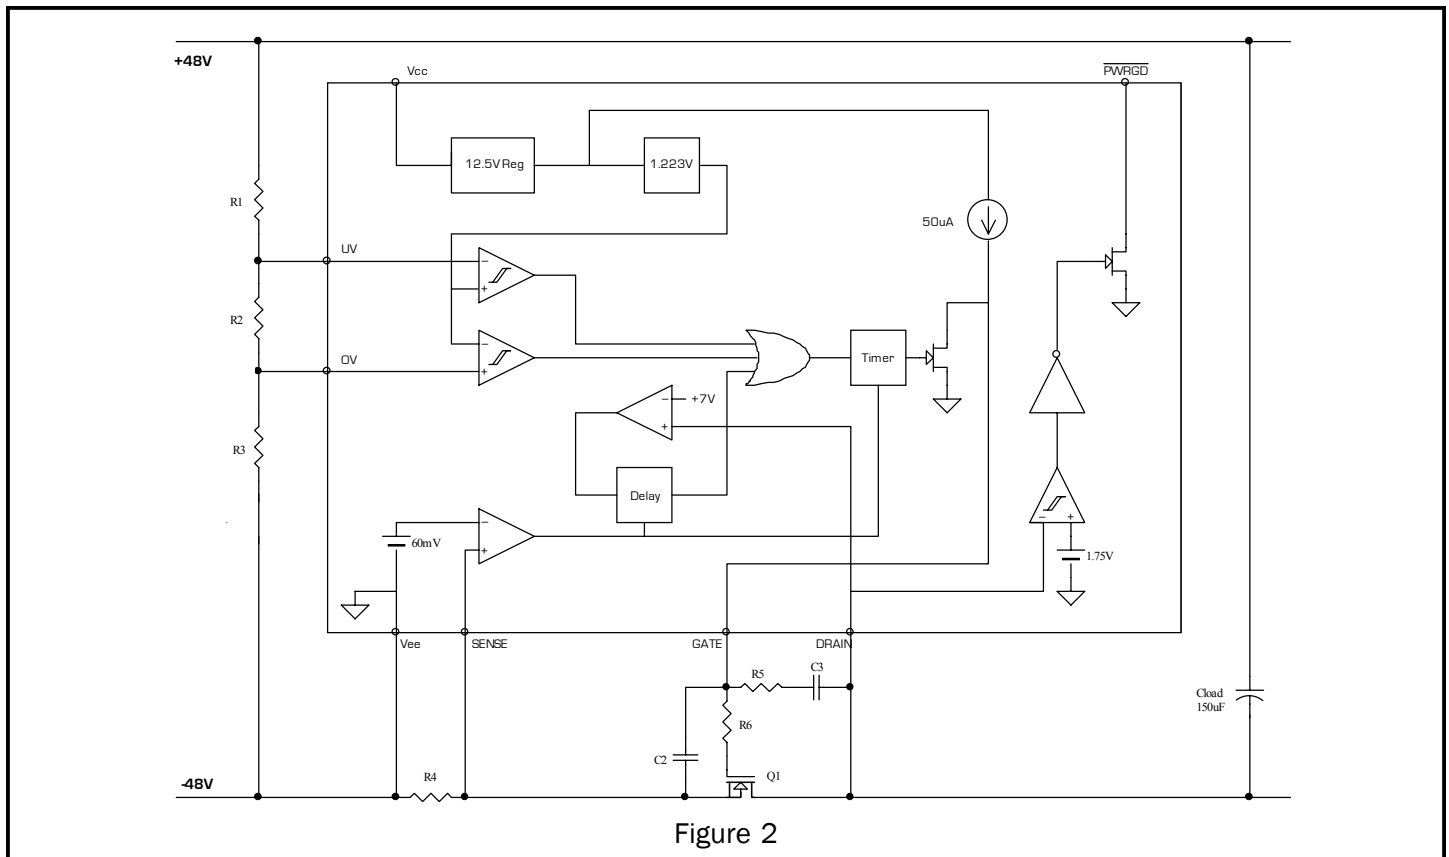 +48V
Vcc
PWRGD
12.5V Reg
1.223V
R1
50uA
UV
−
+
R2
−
OV
+
Timer
− +7V
+
R3
Delay
−
60mV
+
− +
1.75V
Vee
SENSE
GATE
DRAIN
R5
C3
Cload
150uF
R6
C2
R4
Q1
-48V
Figure 2